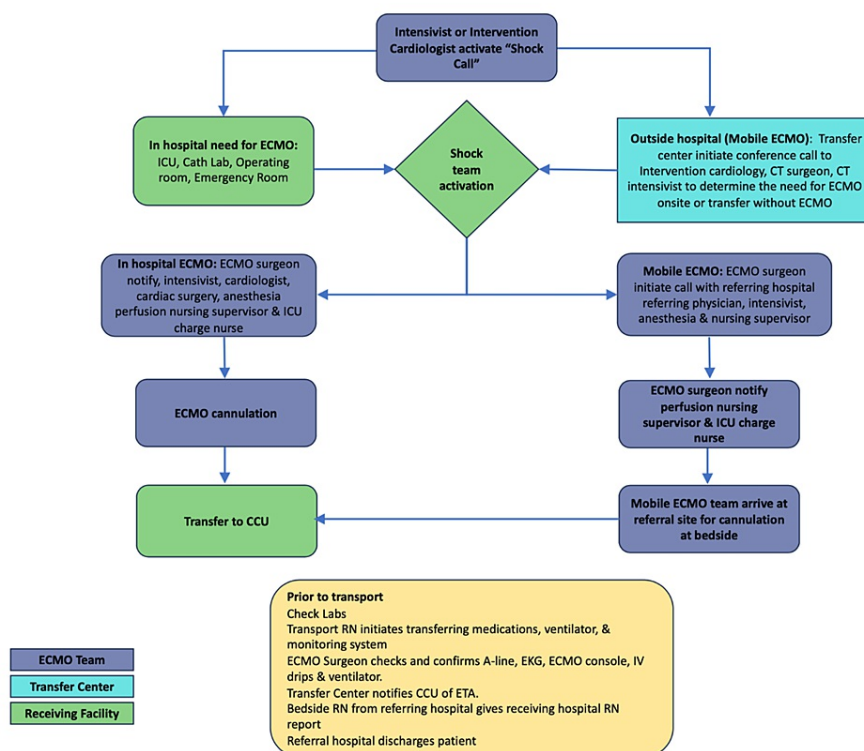 Intensivist or Intervention
Cardiologist activate “Shock
Call”
In hospital need for ECMO:
ICU, Cath Lab, Operating
room, Emergency Room
Shock
team
activation
Outside hospital (Mobile ECMO): Transfer
center initiate conference call to
Intervention cardiology, CT surgeon, CT
intensivist to determine the need for ECMO
onsite or transfer without ECMO
In hospital ECMO: ECMO surgeon
notify, intensivist, cardiologist,
cardiac surgery, anesthesia
perfusion nursing supervisor & ICU
charge nurse
Mobile ECMO: ECMO surgeon
initiate call with referring hospital
referring physician, intensivist,
anesthesia & nursing supervisor
ECMO cannulation
ECMO surgeon notify
perfusion nursing
supervisor & ICU charge
nurse
Transfer to CCU
Mobile ECMO team arrive at
referral site for cannulation
at bedside
Prior to transport
Check Labs
Transport RN initiates transferring medications, ventilator, &
monitoring system
ECMO Surgeon checks and confirms A-line, EKG, ECMO console, IV
drips & ventilator.
Transfer Center notifies CCU of ETA.
Bedside RN from referring hospital gives receiving hospital RN
report
Referral hospital discharges patient
ECMO Team
Transfer Center
Receiving Facility